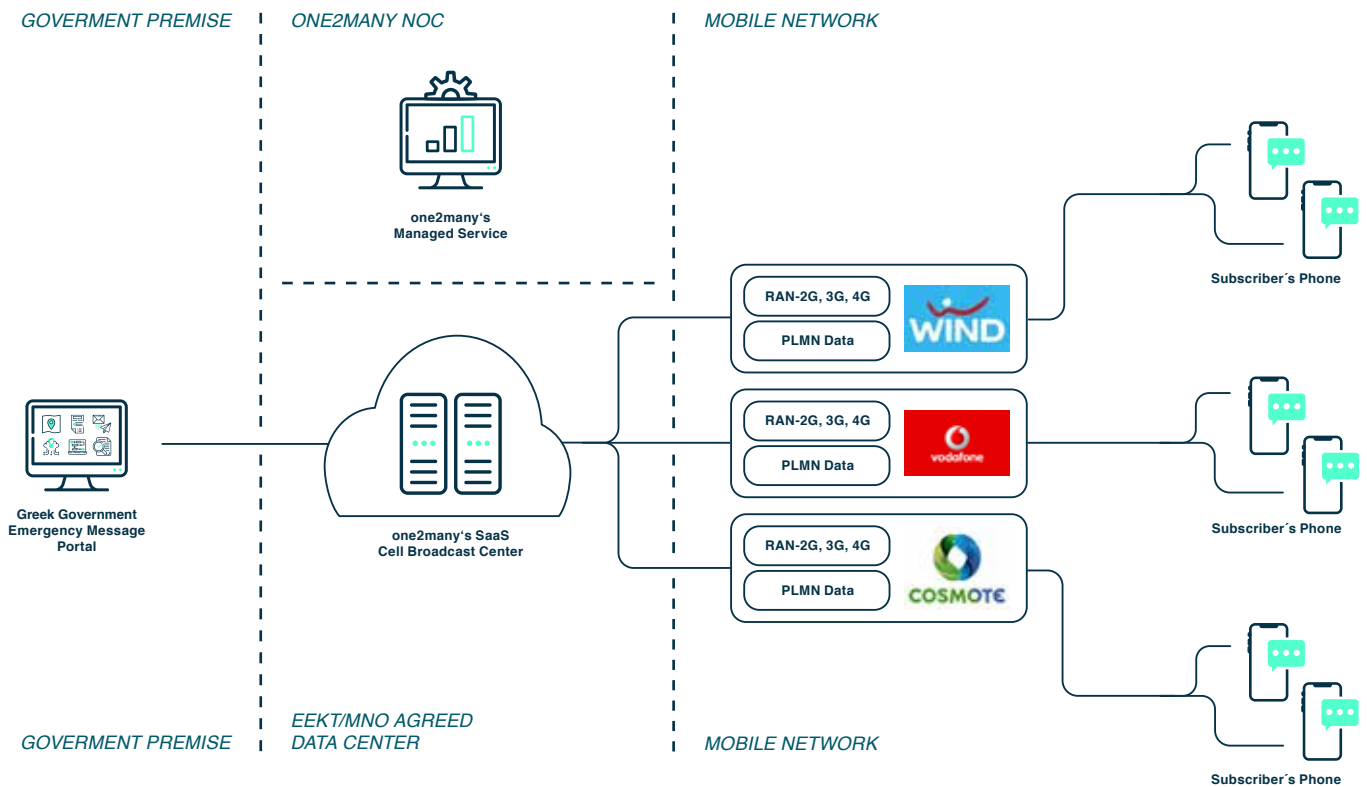 GOVERMENT PREMISE
ONE2MANY NOC
MOBILE NETWORK
one2many‘s
Managed Service
Subscriber´s Phone
RAN-2G, 3G, 4G
PLMN Data
WIND
RAN-2G, 3G, 4G
PLMN Data
vodafone
Greek Government
Emergency Message
Portal
one2many‘s SaaS
Cell Broadcast Center
Subscriber´s Phone
RAN-2G, 3G, 4G
PLMN Data
COSMOTE
GOVERMENT PREMISE
EEKT/MNO AGREED
DATA CENTER
MOBILE NETWORK
Subscriber´s Phone